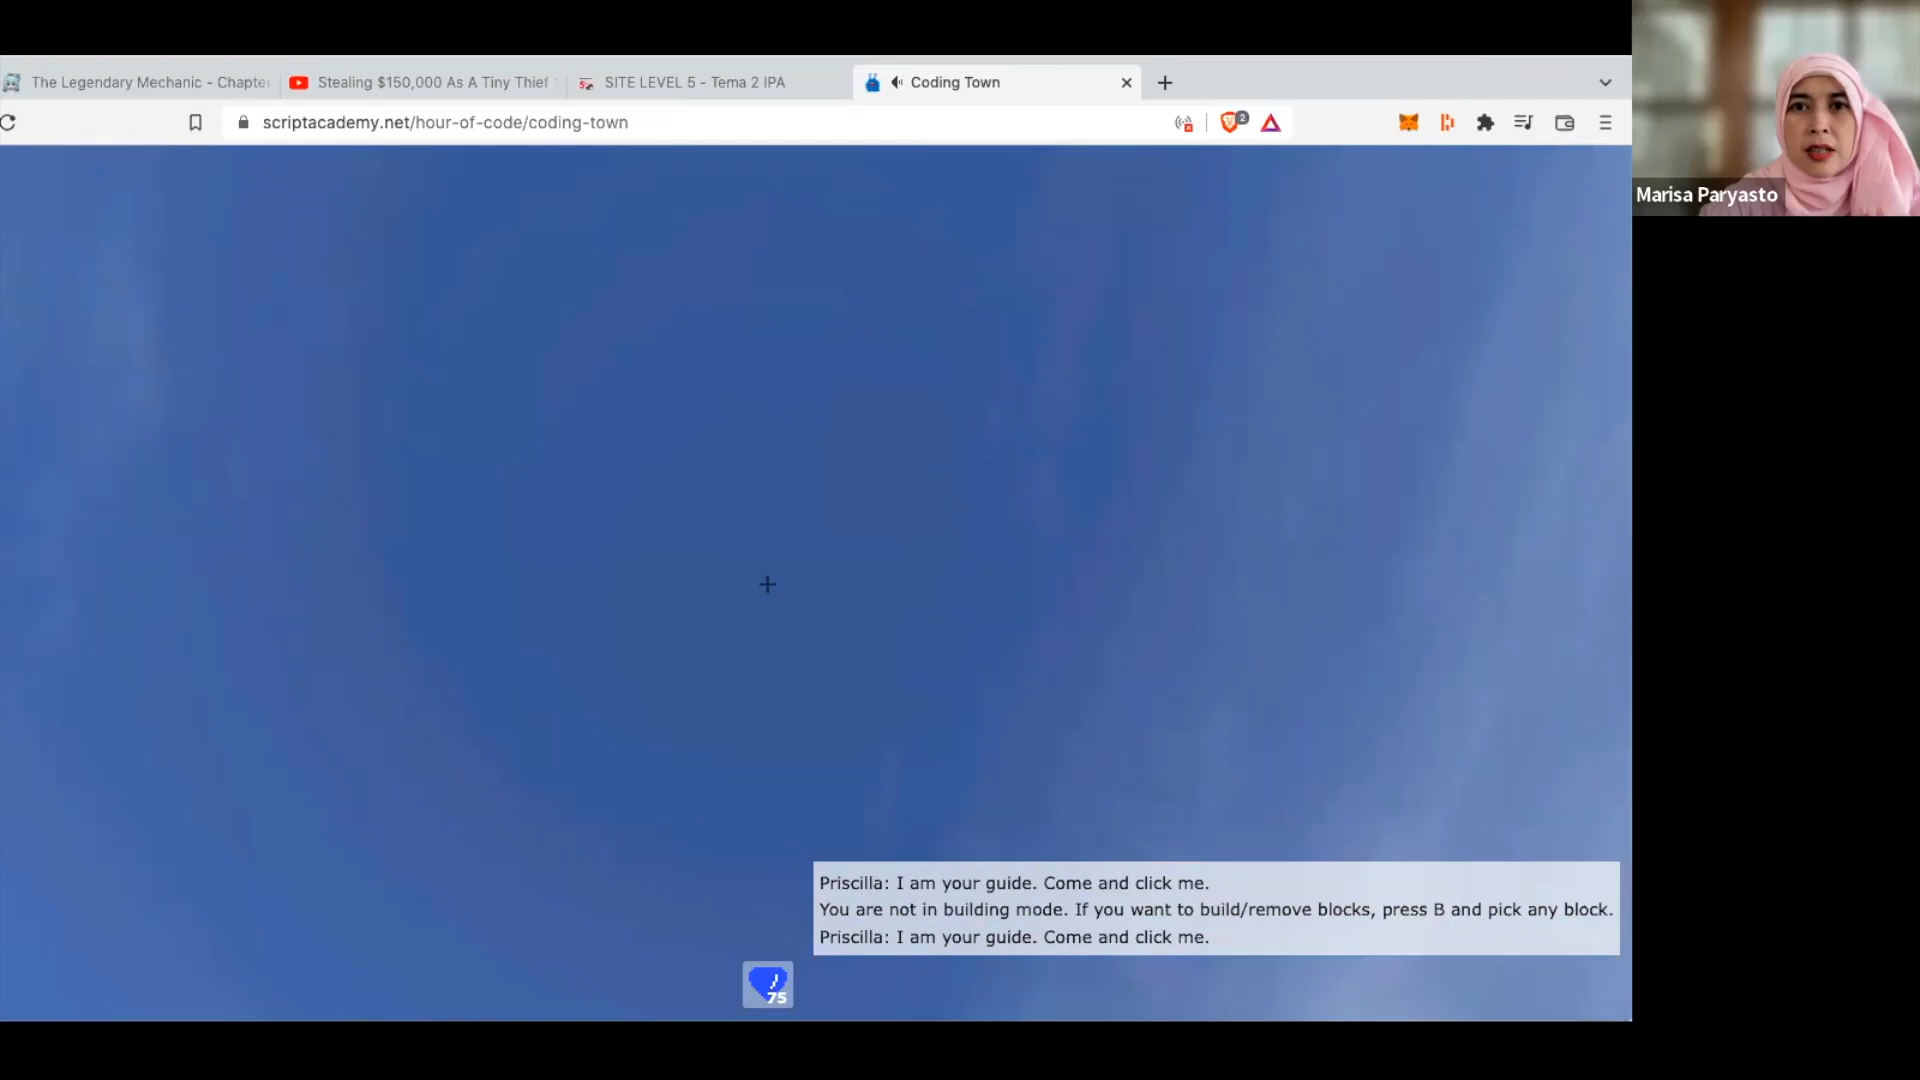 The Legendary Mechanic - Chapter
Stealing $150,000 As A Tiny Thief
SITE LEVEL 5 - Tema 2 IPA
Coding Town
scriptacademy.net/hour-of-code/coding-town
2
Marisa Paryasto
Priscilla: I am your guide. Come and click me.
You are not in building mode. If you want to build/remove blocks, press B and pick any block.
Priscilla: I am your guide. Come and click me.
75